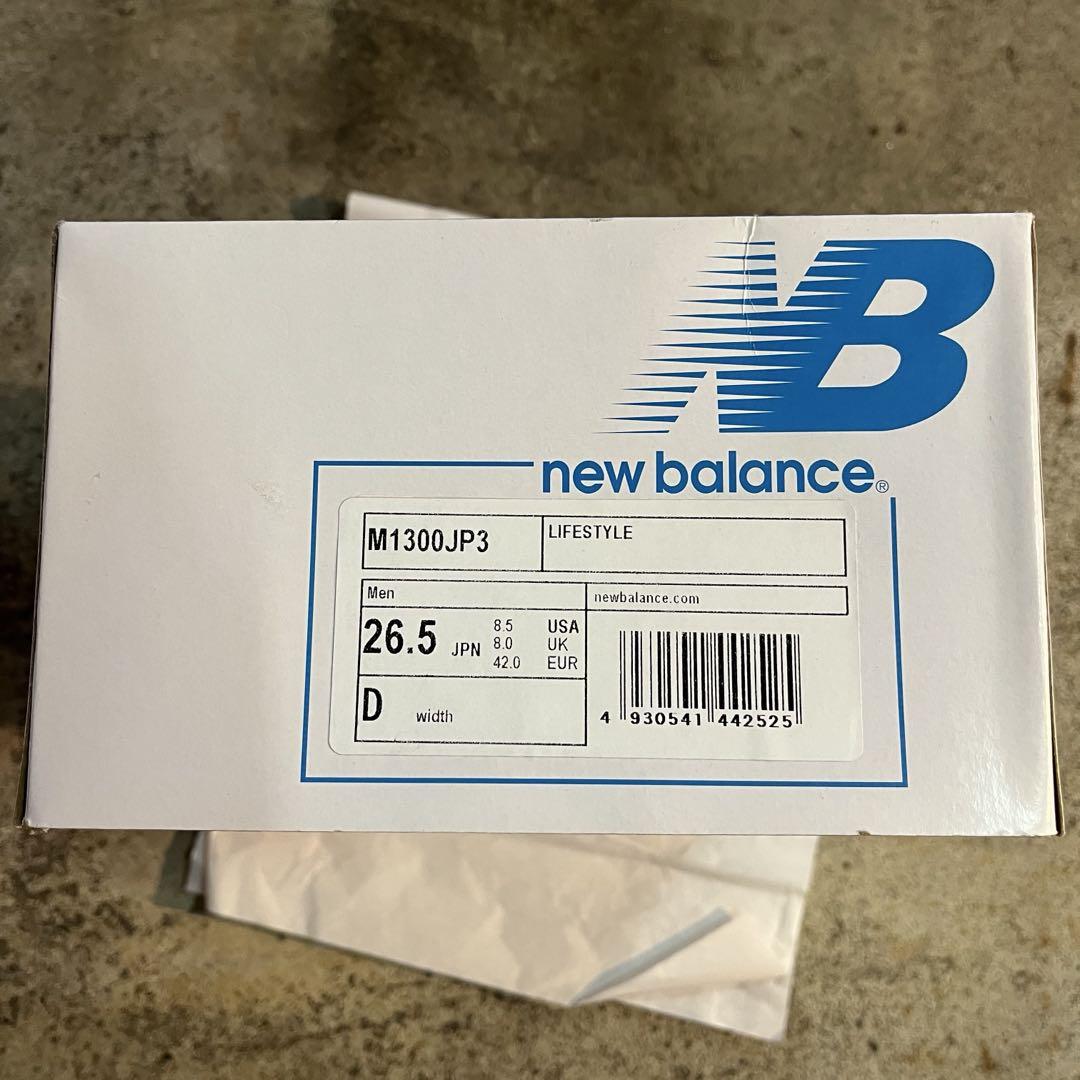 NB
new balance®
M1300JP3
LIFESTYLE
Men
newbalance.com
26.5 JPN
8.5 USA
8.0 UK
42.0 EUR
D width
4 930541 442525